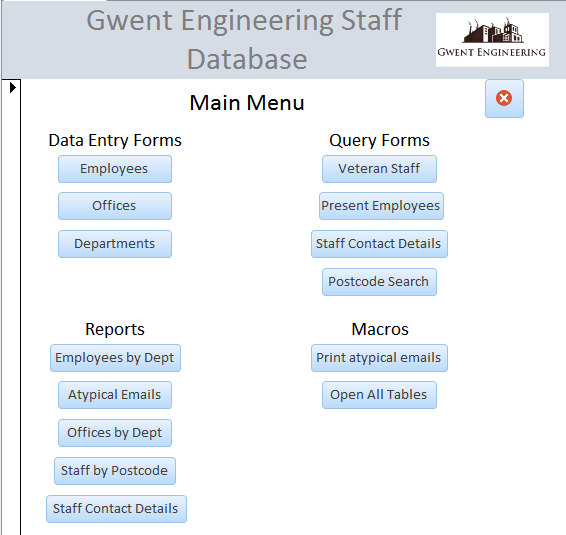 Gwent Engineering Staff
Database
GWENT ENGINEERING
Main Menu
Data Entry Forms
Employees
Offices
Departments
Query Forms
Veteran Staff
Present Employees
Staff Contact Details
Postcode Search
Reports
Employees by Dept
Atypical Emails
Offices by Dept
Staff by Postcode
Staff Contact Details
Macros
Print atypical emails
Open All Tables